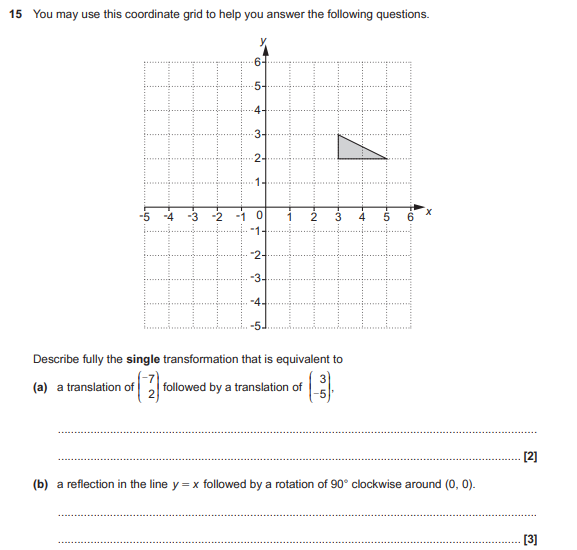 15 You may use this coordinate grid to help you answer the following questions.
y
6
5
4
3
2
1
-5 -4 -3 -2 -1 0 1 2 3 4 5 6 x
-1
-2
-3
-4
-5
Describe fully the single transformation that is equivalent to
(a) a translation of (-7 2) followed by a translation of (3 -5).
[2]
(b) a reflection in the line y = x followed by a rotation of 90° clockwise around (0, 0).
[3]